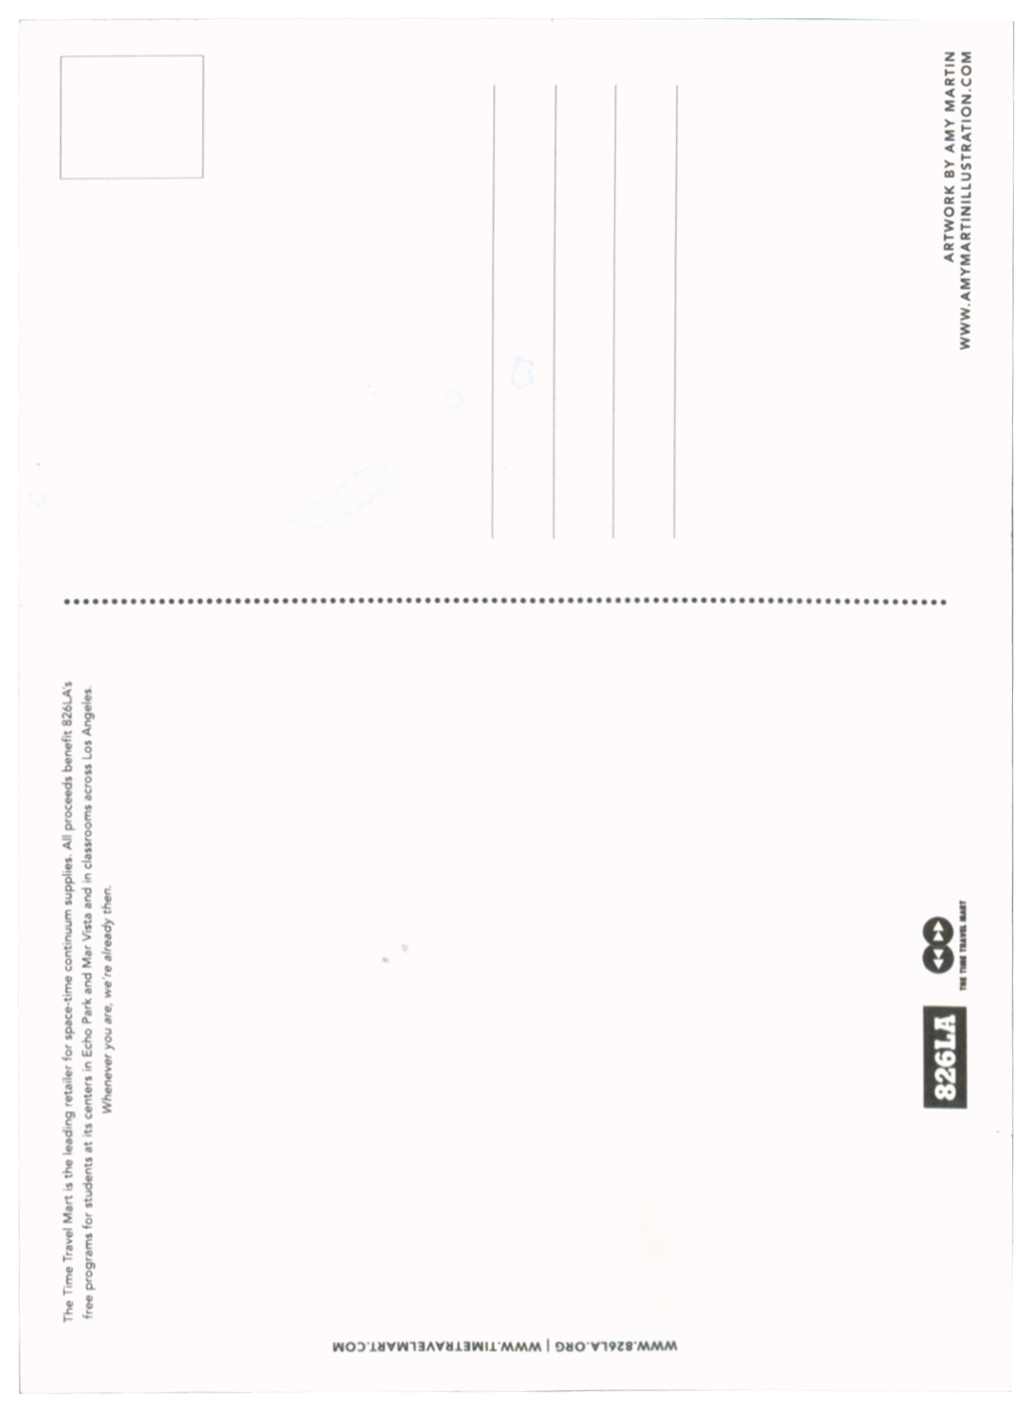 The Time Travel Mart is the leading retailer for space-time continuum supplies. All proceeds benefit 826LA's
free programs for students at its centers in Echo Park and Mar Vista and in classrooms across Los Angeles.
Whenever you are, we're already then.
WWW.826LA.ORG | WWW.TIMETRAVELMART.COM
826LA
THE TIME TRAVEL MART
ARTWORK BY AMY MARTIN
WWW.AMYMARTINILLUSTRATION.COM